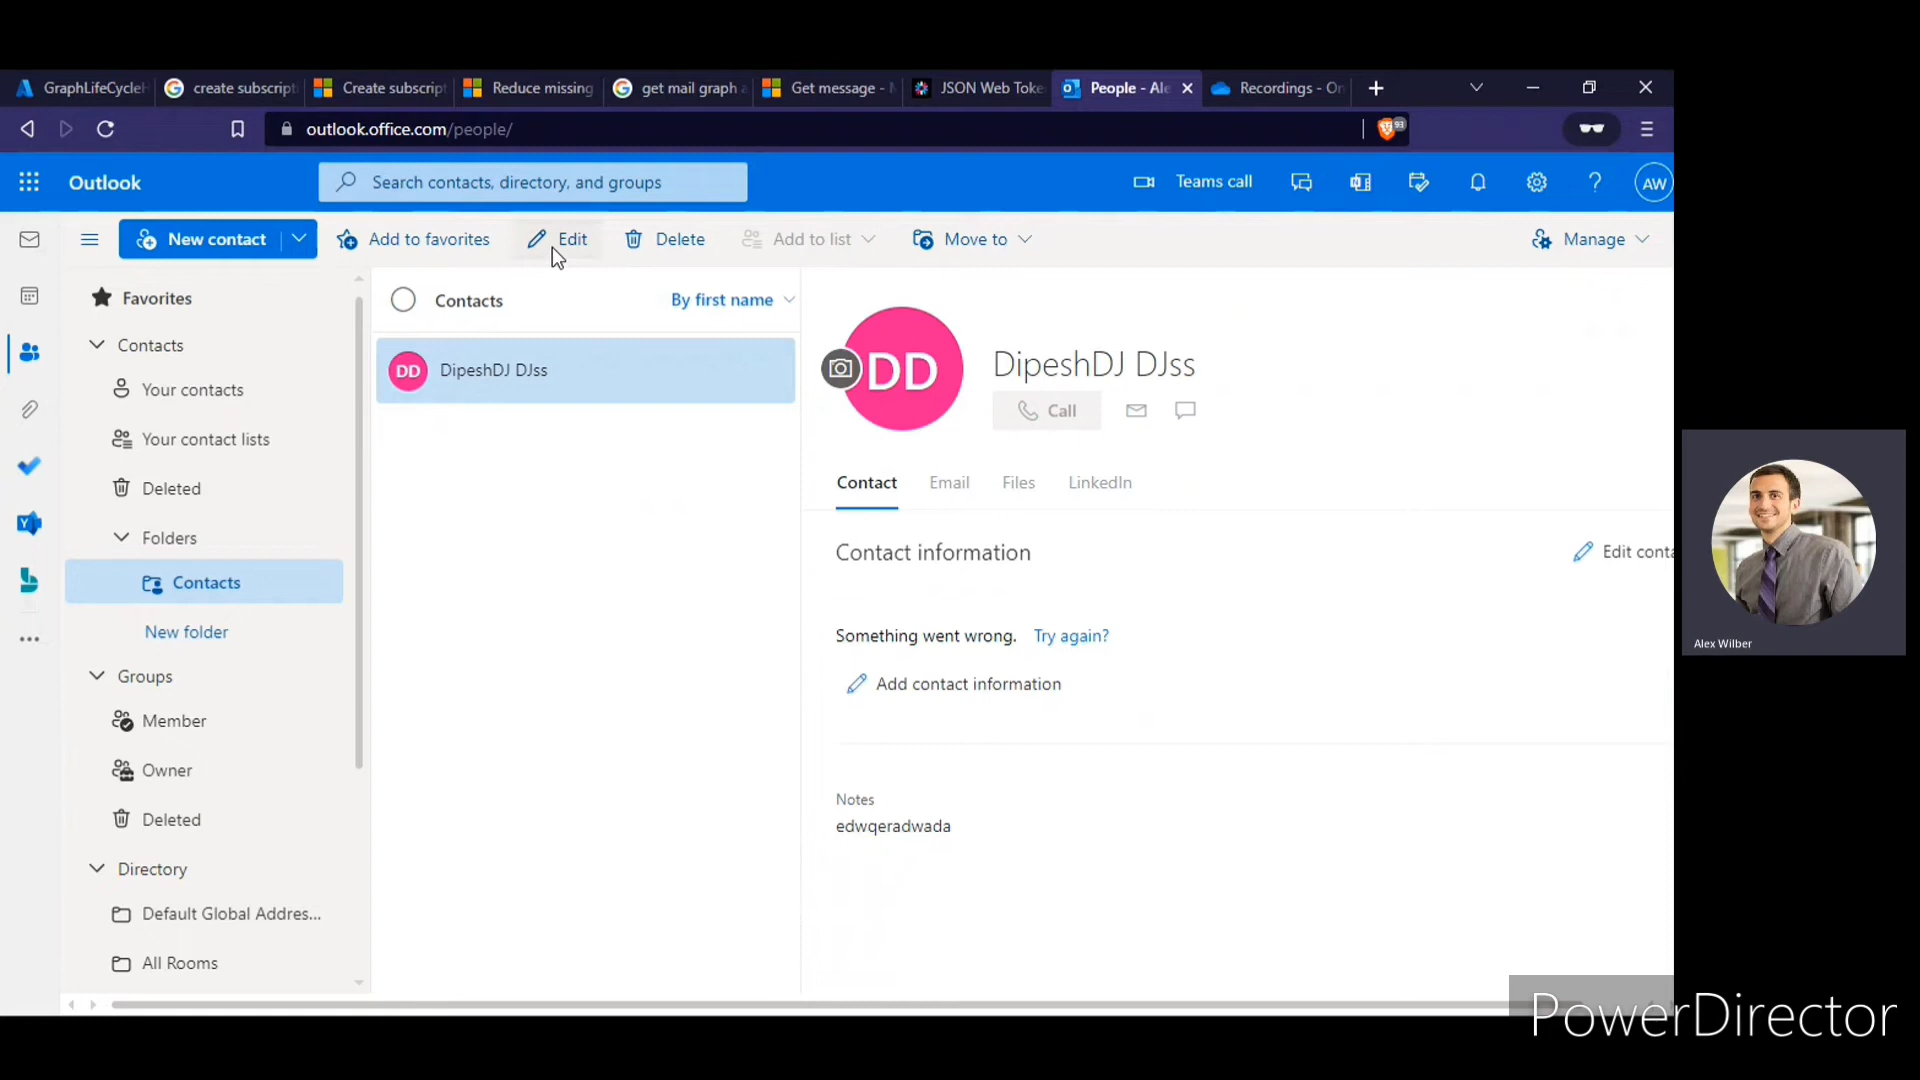 GraphLifeCycleH
create subscripti
Create subscript
Reduce missing
get mail graph a
Get message - M
JSON Web Toke
People - Ale
Recordings - On
outlook.office.com/people/
93
Outlook
Search contacts, directory, and groups
Teams call
AW
New contact
Add to favorites
Edit
Delete
Add to list
Move to
Manage
Favorites
Contacts
Your contacts
Your contact lists
Deleted
Folders
Contacts
New folder
Groups
Member
Owner
Deleted
Directory
Default Global Addres...
All Rooms
Contacts
By first name
DD
DipeshDJ DJss
DD
DipeshDJ DJss
Call
Contact
Email
Files
LinkedIn
Contact information
Edit conta
Something went wrong. Try again?
Add contact information
Notes
edwqeradwada
Alex Wilber
PowerDirector